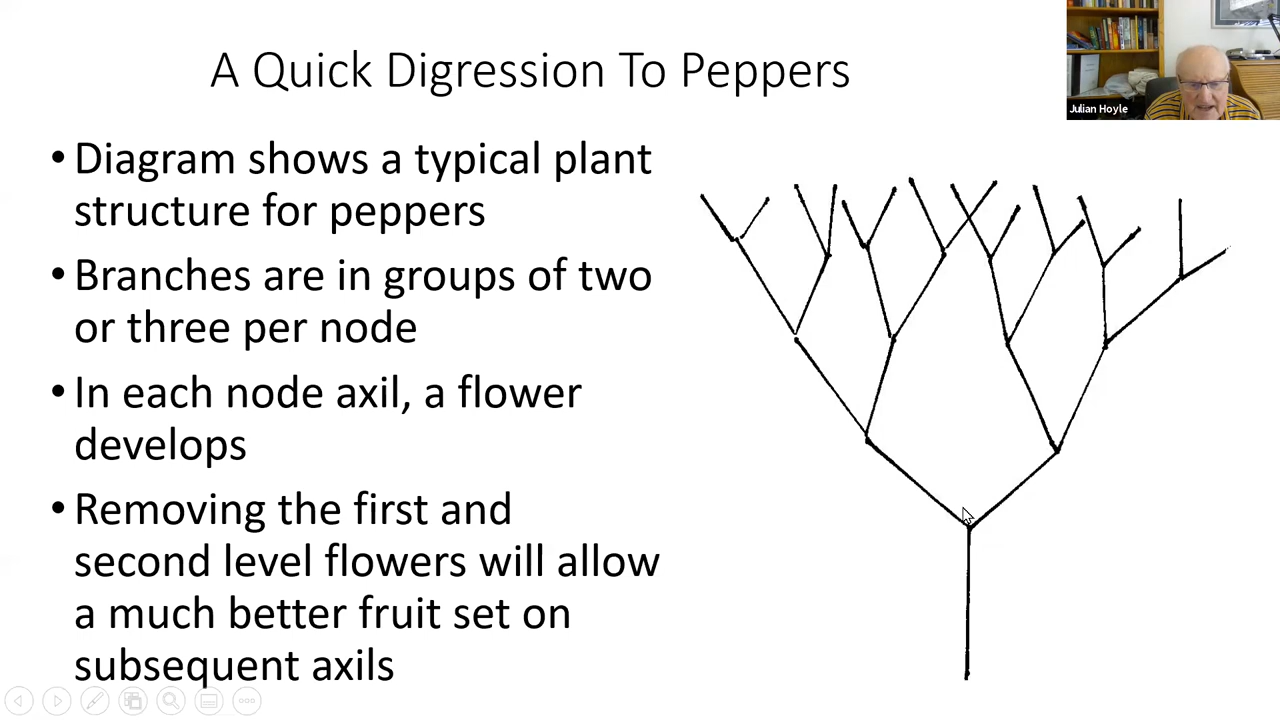 A Quick Digression To Peppers
Julian Hoyle
• Diagram shows a typical plant
structure for peppers
• Branches are in groups of two
or three per node
• In each node axil, a flower
develops
• Removing the first and
second level flowers will allow
a much better fruit set on
subsequent axils